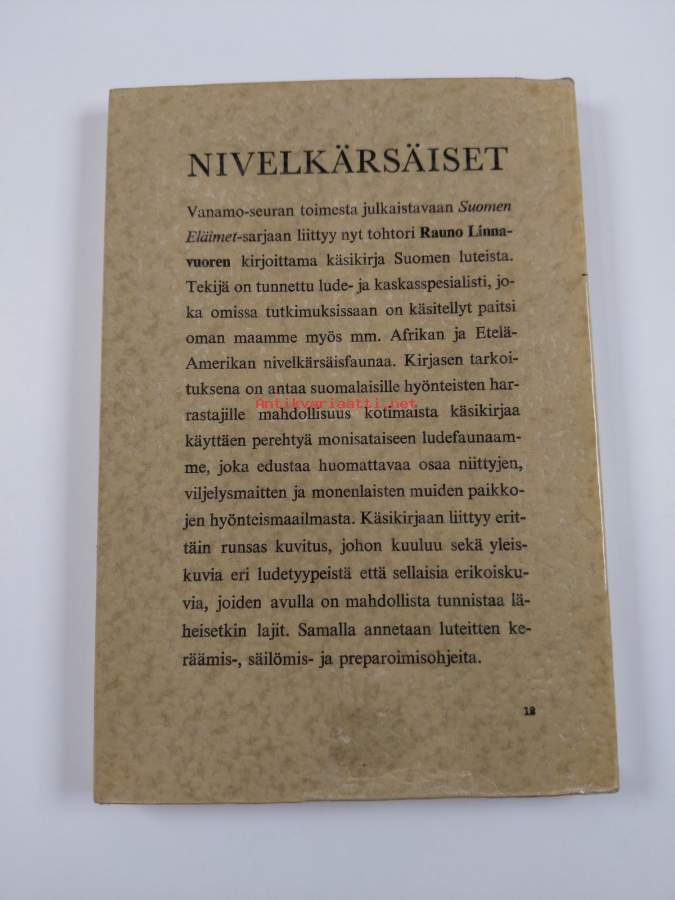 NIVELKÄRSÄISET
Vanamo-seuran toimesta julkaistavaan Suomen
Eläimet-sarjaan liittyy nyt tohtori Rauno Linna-
vuoren kirjoittama käsikirja Suomen luteista.
Tekijä on tunnettu lude- ja kaskasspesialisti, jo-
ka omissa tutkimuksissaan on käsitellyt paitsi
oman maamme myös mm. Afrikan ja Etelä-
Amerikan nivelkärsäisfaunaa. Kirjasen tarkoi-
tuksena on antaa suomalaisille hyönteisten har-
Antikvariaatti.net
rastajille mahdollisuus kotimaista käsikirjaa
käyttäen perehtyä monisataiseen ludefaunaam-
me, joka edustaa huomattavaa osaa niittyjen,
viljelysmaitten ja monenlaisten muiden paikko-
jen hyönteismaailmasta. Käsikirjaan liittyy erit-
täin runsas kuvitus, johon kuuluu sekä yleis-
kuvia eri ludetyypeistä että sellaisia erikoisku-
via, joiden avulla on mahdollista tunnistaa lä-
heisetkin lajit. Samalla annetaan luteitten ke-
räämis-, säilömis- ja preparoimisohjeita.
12